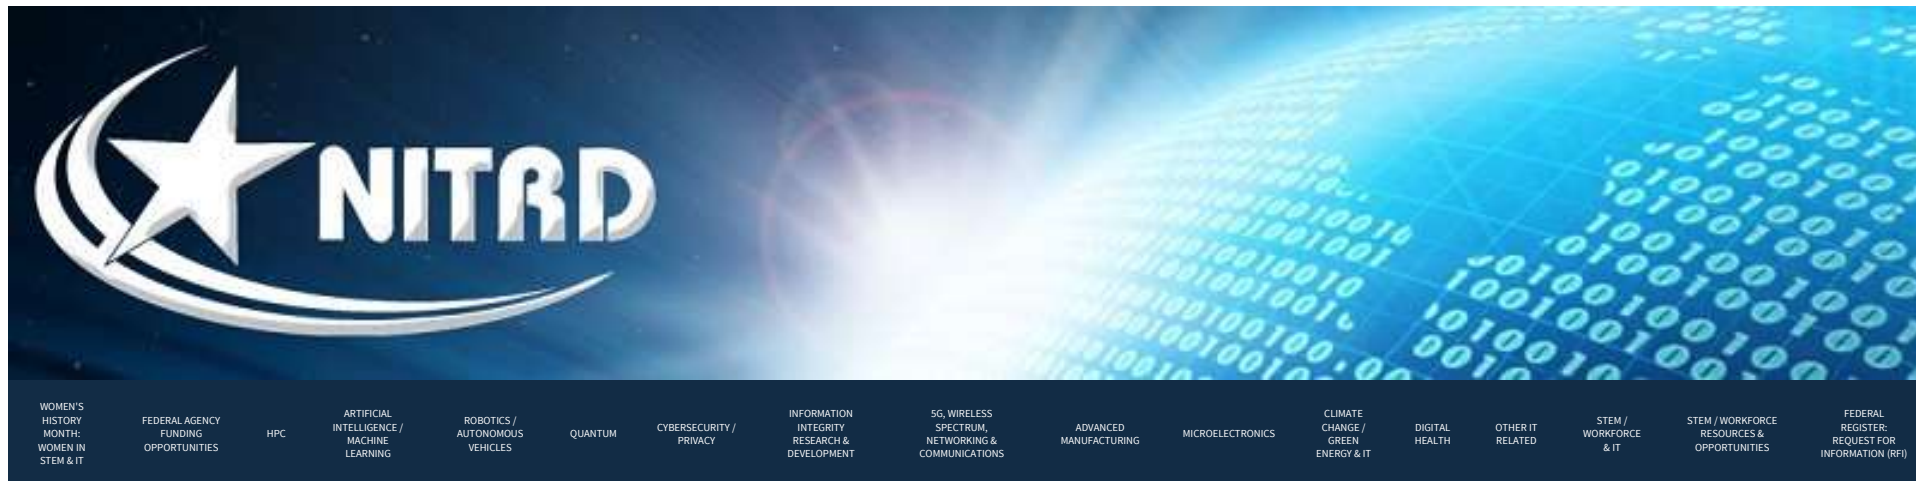 NITRD
WOMEN'S
HISTORY
MONTH:
WOMEN IN
STEM & IT
FEDERAL AGENCY
FUNDING
OPPORTUNITIES
HPC
ARTIFICIAL
INTELLIGENCE /
MACHINE
LEARNING
ROBOTICS /
AUTONOMOUS
VEHICLES
QUANTUM
CYBERSECURITY /
PRIVACY
INFORMATION
INTEGRITY
RESEARCH &
DEVELOPMENT
5G, WIRELESS
SPECTRUM,
NETWORKING &
COMMUNICATIONS
ADVANCED
MANUFACTURING
MICROELECTRONICS
CLIMATE
CHANGE /
GREEN
ENERGY & IT
DIGITAL
HEALTH
OTHER IT
RELATED
STEM /
WORKFORCE
& IT
STEM / WORKFORCE
RESOURCES &
OPPORTUNITIES
FEDERAL
REGISTER:
REQUEST FOR
INFORMATION (RFI)